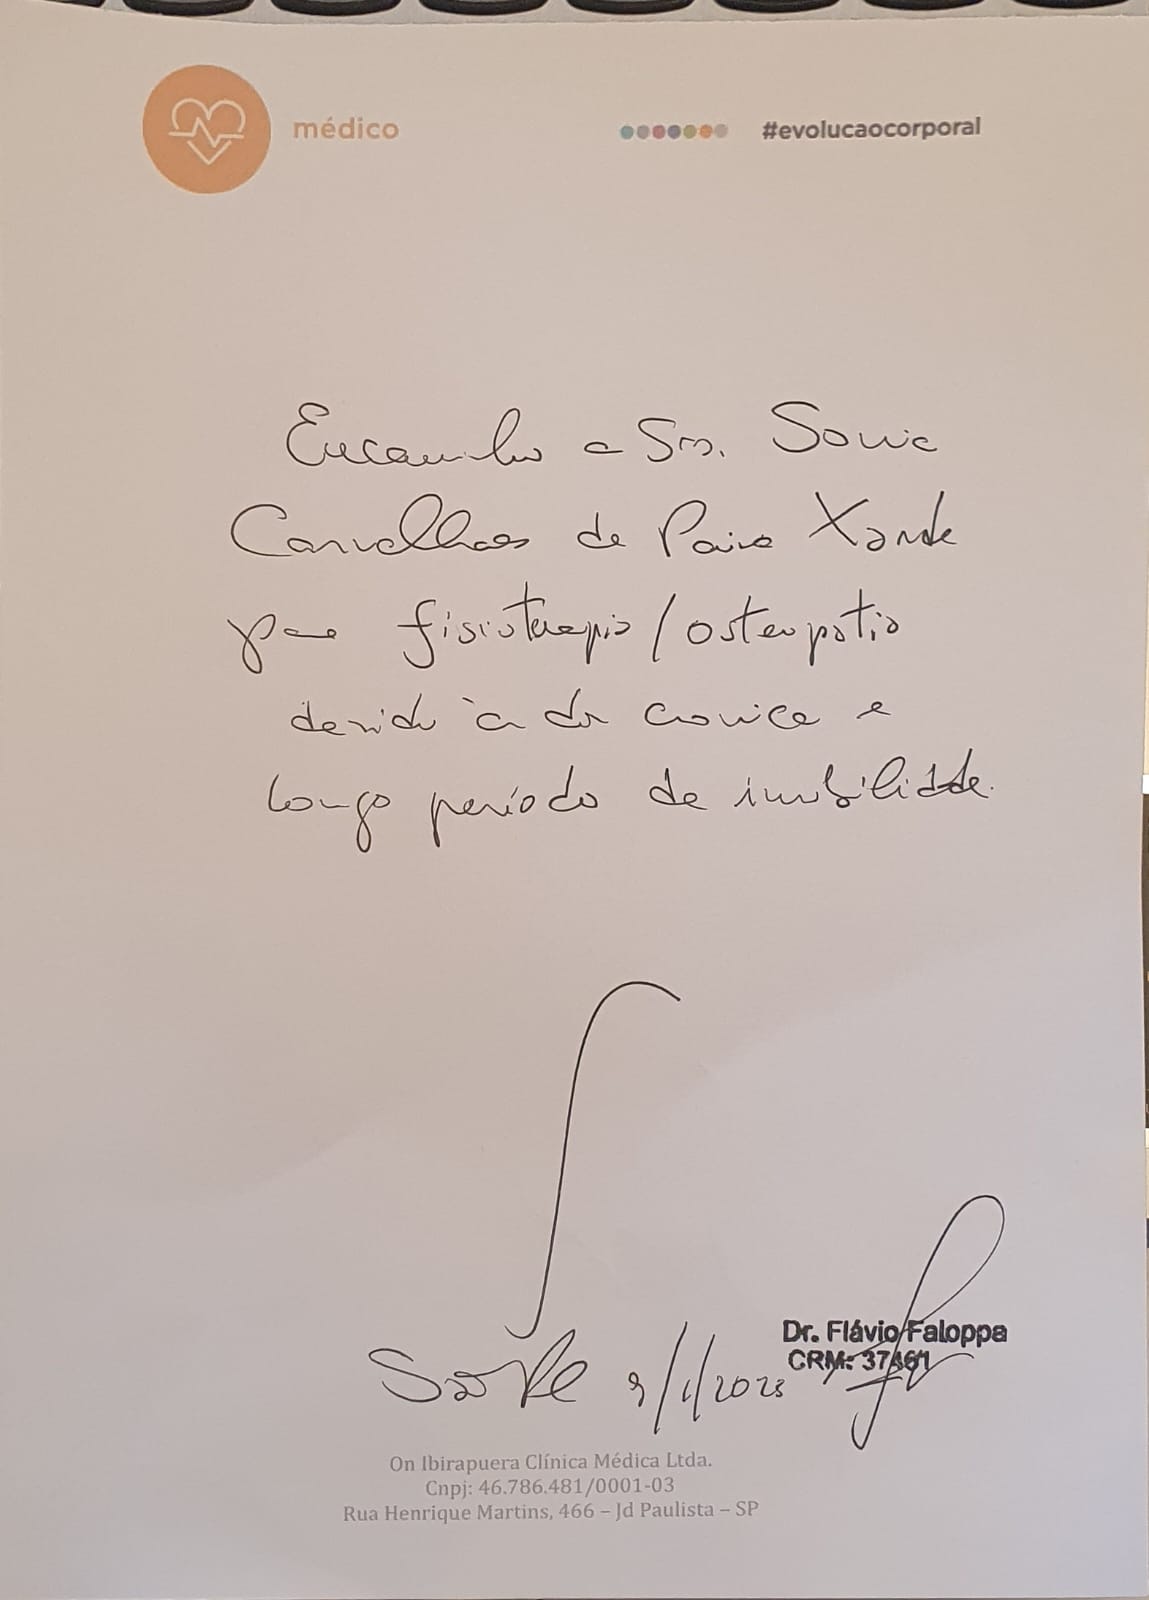 médico
#evolucaocorporal
Encaminho a Sra. Sonia
Carvalhaes de Paiva Xande
para fisioterapia/osteopatia
devido à dor cronica e
longo período de imobilidade.
Dr. Flávio Faloppa
CRM: 37461
São Paulo 9/1/2023
On Ibirapuera Clínica Médica Ltda.
Cnpj: 46.786.481/0001-03
Rua Henrique Martins, 466 – Jd Paulista – SP